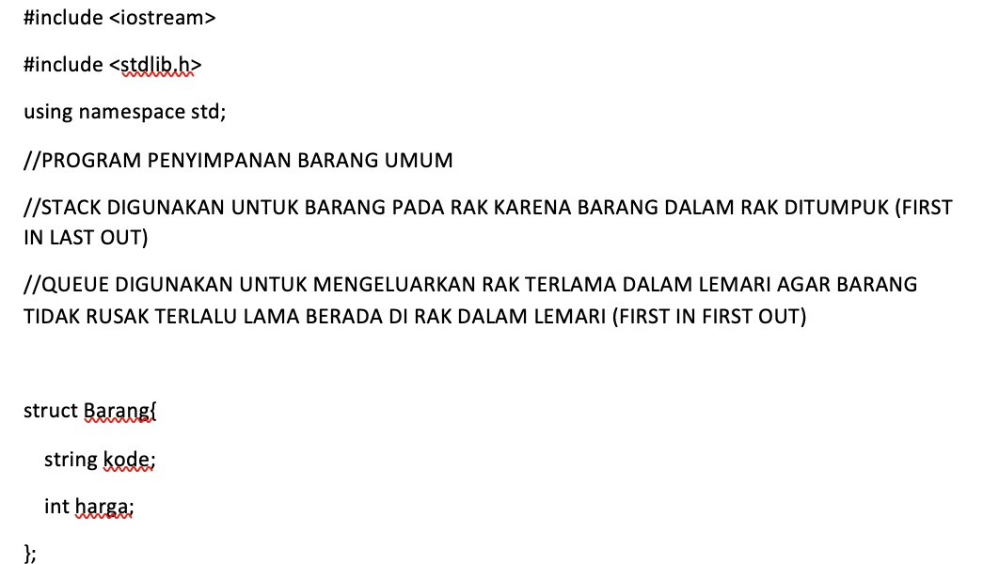 #include <iostream>
#include <stdlib.h>
using namespace std;
//PROGRAM PENYIMPANAN BARANG UMUM
//STACK DIGUNAKAN UNTUK BARANG PADA RAK KARENA BARANG DALAM RAK DITUMPUK (FIRST
IN LAST OUT)
//QUEUE DIGUNAKAN UNTUK MENGELUARKAN RAK TERLAMA DALAM LEMARI AGAR BARANG
TIDAK RUSAK TERLALU LAMA BERADA DI RAK DALAM LEMARI (FIRST IN FIRST OUT)
struct Barang{
string kode;
int harga;
};